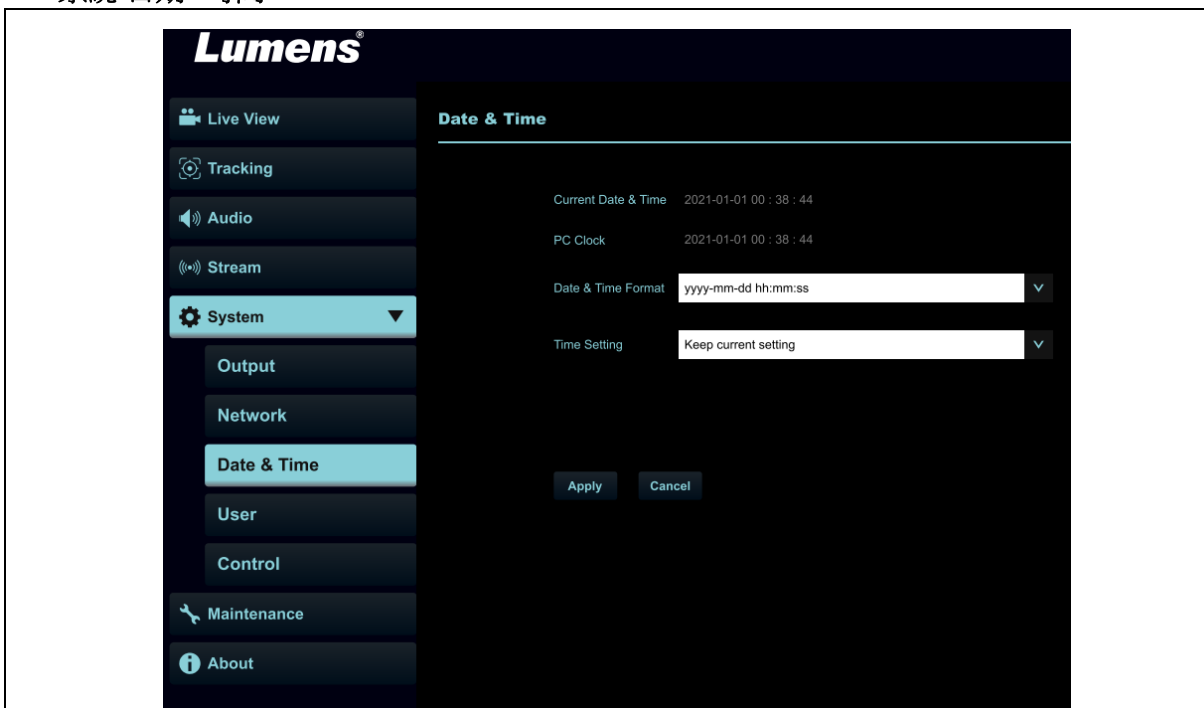 Lumens®
Live View
Tracking
Audio
Stream
System
Output
Network
Date & Time
User
Control
Maintenance
About
Date & Time
Current Date & Time 2021-01-01 00 : 38 : 44
PC Clock 2021-01-01 00 : 38 : 44
Date & Time Format yyyy-mm-dd hh:mm:ss
Time Setting Keep current setting
Apply Cancel